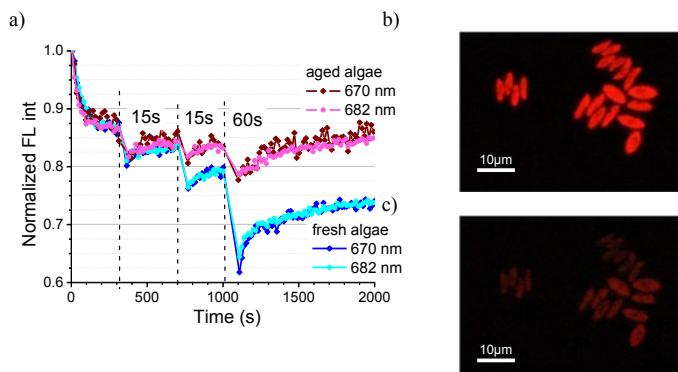 a)
Normalized FL int
1.0
0.9
0.8
0.7
0.6
15s
15s
60s
aged algae
670 nm
682 nm
fresh algae
670 nm
682 nm
0
500
1000
1500
2000
Time (s)
b)
10µm
c)
10µm